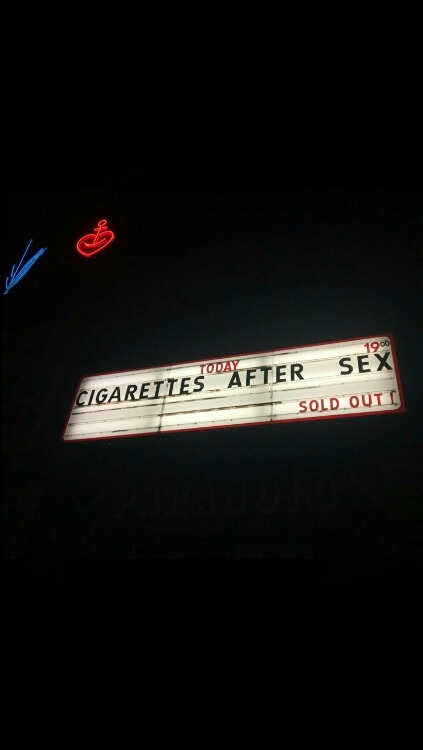 TODAY 19⁰⁰
CIGARETTES AFTER SEX
SOLD OUT !